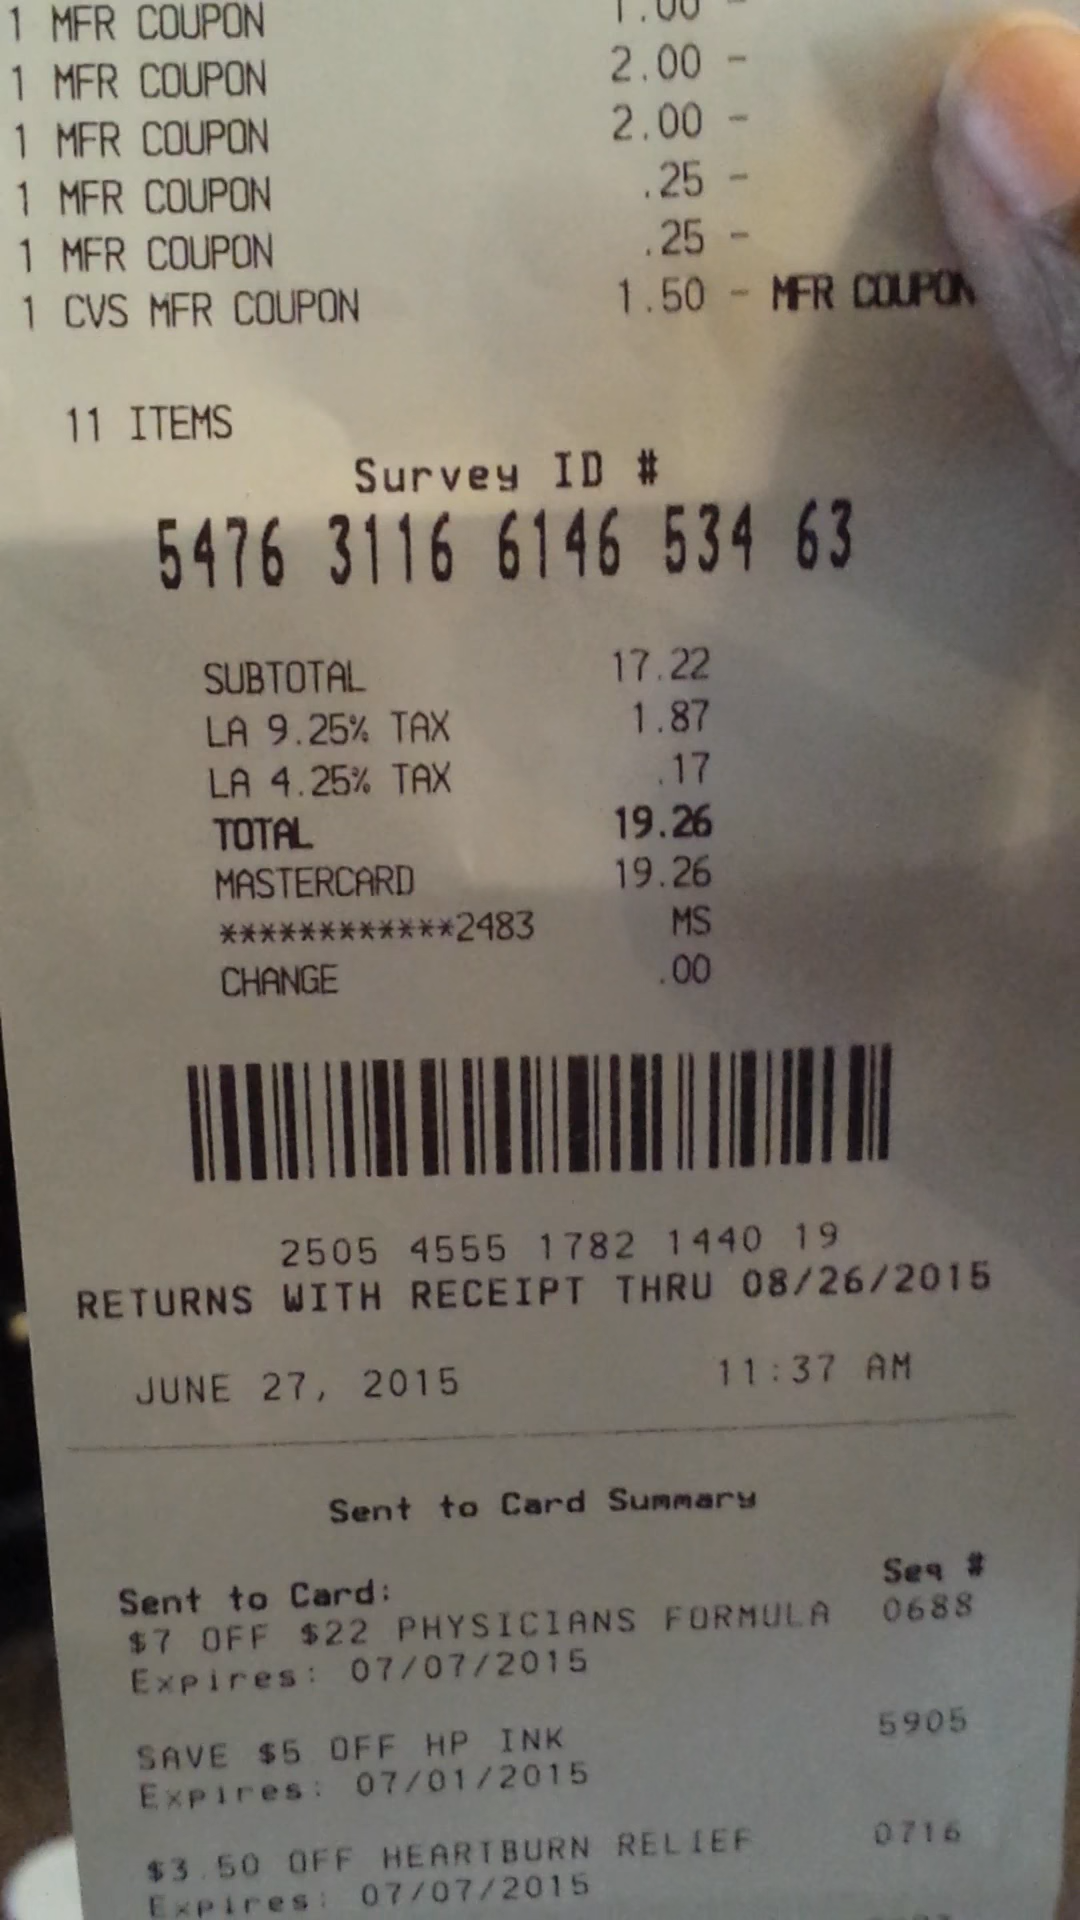 1 MFR COUPON 1.00 -
1 MFR COUPON 2.00 -
1 MFR COUPON 2.00 -
1 MFR COUPON .25 -
1 MFR COUPON .25 -
1 CVS MFR COUPON 1.50 - MFR COUPON
11 ITEMS
Survey ID #
5476 3116 6146 534 63
SUBTOTAL 17.22
LA 9.25% TAX 1.87
LA 4.25% TAX .17
TOTAL 19.26
MASTERCARD 19.26
************2483 MS
CHANGE .00
2505 4555 1782 1440 19
RETURNS WITH RECEIPT THRU 08/26/2015
JUNE 27, 2015 11:37 AM
Sent to Card Summary
Sent to Card: Seq #
$7 OFF $22 PHYSICIANS FORMULA 0688
Expires: 07/07/2015
SAVE $5 OFF HP INK 5905
Expires: 07/01/2015
$3.50 OFF HEARTBURN RELIEF 0716
Expires: 07/07/2015